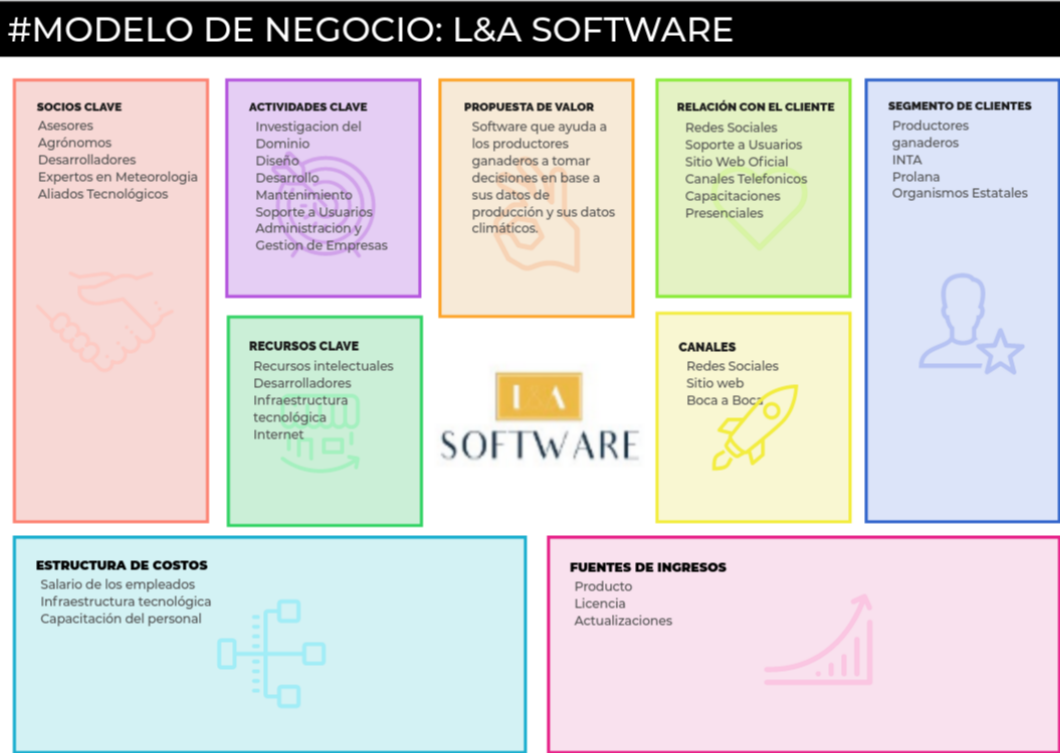 #MODELO DE NEGOCIO: L&A SOFTWARE
SOCIOS CLAVE
Asesores
Agrónomos
Desarrolladores
Expertos en Meteorologia
Aliados Tecnológicos
ACTIVIDADES CLAVE
Investigacion del
Dominio
Diseño
Desarrollo
Mantenimiento
Soporte a Usuarios
Administración y
Gestion de Empresas
RECURSOS CLAVE
Recursos intelectuales
Desarrolladores
Infraestructura
tecnológica
Internet
PROPUESTA DE VALOR
Software que ayuda a
los productores
ganaderos a tomar
decisiones en base a
sus datos de
producción y sus datos
climáticos.
L&A
SOFTWARE
RELACIÓN CON EL CLIENTE
Redes Sociales
Soporte a Usuarios
Sitio Web Oficial
Canales Telefonicos
Capacitaciones
Presenciales
CANALES
Redes Sociales
Sitio web
Boca a Boca
SEGMENTO DE CLIENTES
Productores
ganaderos
INTA
Prolana
Organismos Estatales
ESTRUCTURA DE COSTOS
Salario de los empleados
Infraestructura tecnológica
Capacitación del personal
FUENTES DE INGRESOS
Producto
Licencia
Actualizaciones